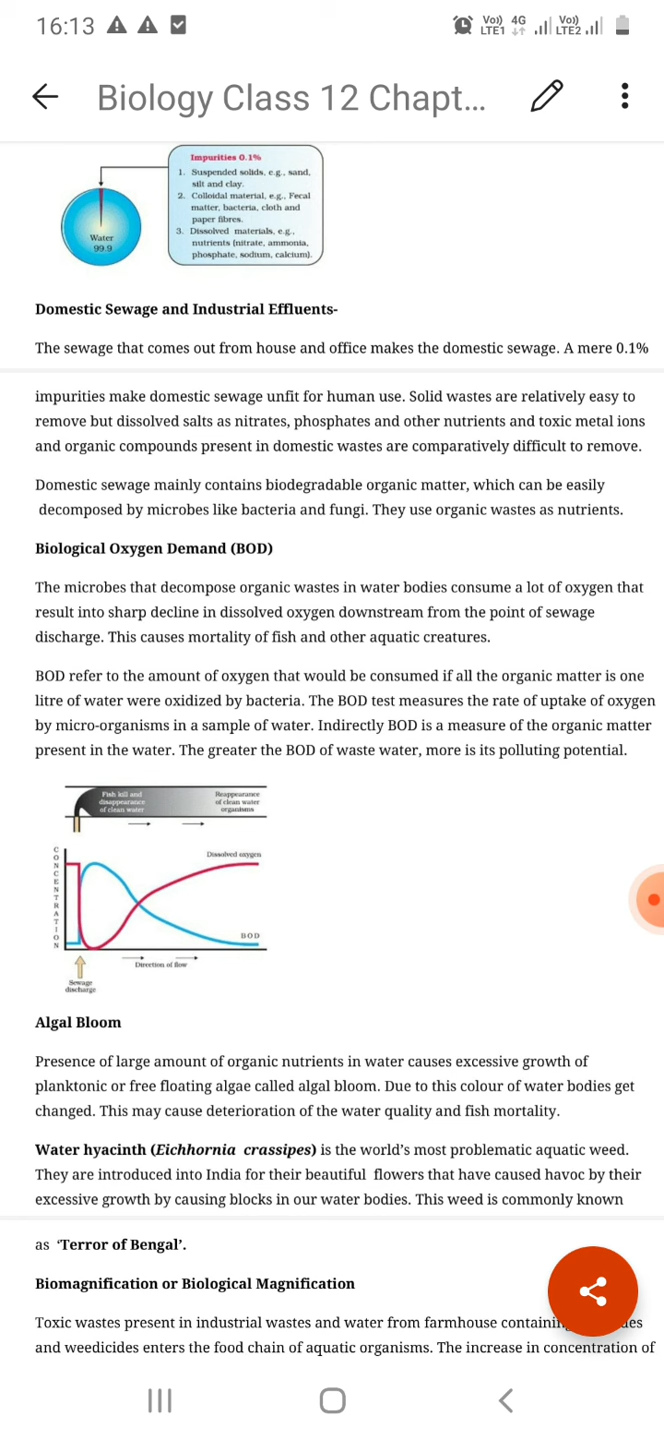 16:13
Vo)) 4G Vo))
LTE1 LTE2
Biology Class 12 Chapt...
Impurities 0.1%
1. Suspended solids, e.g., sand,
silt and clay.
2. Colloidal material, e.g., Fecal
matter, bacteria, cloth and
paper fibres.
3. Dissolved materials, e.g.,
nutrients (nitrate, ammonia,
phosphate, sodium, calcium).
Water
99.9
Domestic Sewage and Industrial Effluents-
The sewage that comes out from house and office makes the domestic sewage. A mere 0.1%
impurities make domestic sewage unfit for human use. Solid wastes are relatively easy to
remove but dissolved salts as nitrates, phosphates and other nutrients and toxic metal ions
and organic compounds present in domestic wastes are comparatively difficult to remove.
Domestic sewage mainly contains biodegradable organic matter, which can be easily
decomposed by microbes like bacteria and fungi. They use organic wastes as nutrients.
Biological Oxygen Demand (BOD)
The microbes that decompose organic wastes in water bodies consume a lot of oxygen that
result into sharp decline in dissolved oxygen downstream from the point of sewage
discharge. This causes mortality of fish and other aquatic creatures.
BOD refer to the amount of oxygen that would be consumed if all the organic matter is one
litre of water were oxidized by bacteria. The BOD test measures the rate of uptake of oxygen
by micro-organisms in a sample of water. Indirectly BOD is a measure of the organic matter
present in the water. The greater the BOD of waste water, more is its polluting potential.
Fish kill and
disappearance
of clean water
Reappearance
of clean water
organisms
CONCENTRATION
Dissolved oxygen
BOD
Direction of flow
Sewage
discharge
Algal Bloom
Presence of large amount of organic nutrients in water causes excessive growth of
planktonic or free floating algae called algal bloom. Due to this colour of water bodies get
changed. This may cause deterioration of the water quality and fish mortality.
Water hyacinth (Eichhornia crassipes) is the world's most problematic aquatic weed.
They are introduced into India for their beautiful flowers that have caused havoc by their
excessive growth by causing blocks in our water bodies. This weed is commonly known
as 'Terror of Bengal'.
Biomagnification or Biological Magnification
Toxic wastes present in industrial wastes and water from farmhouse
and weedicides enters the food chain of aquatic organisms. The increase in concentration of